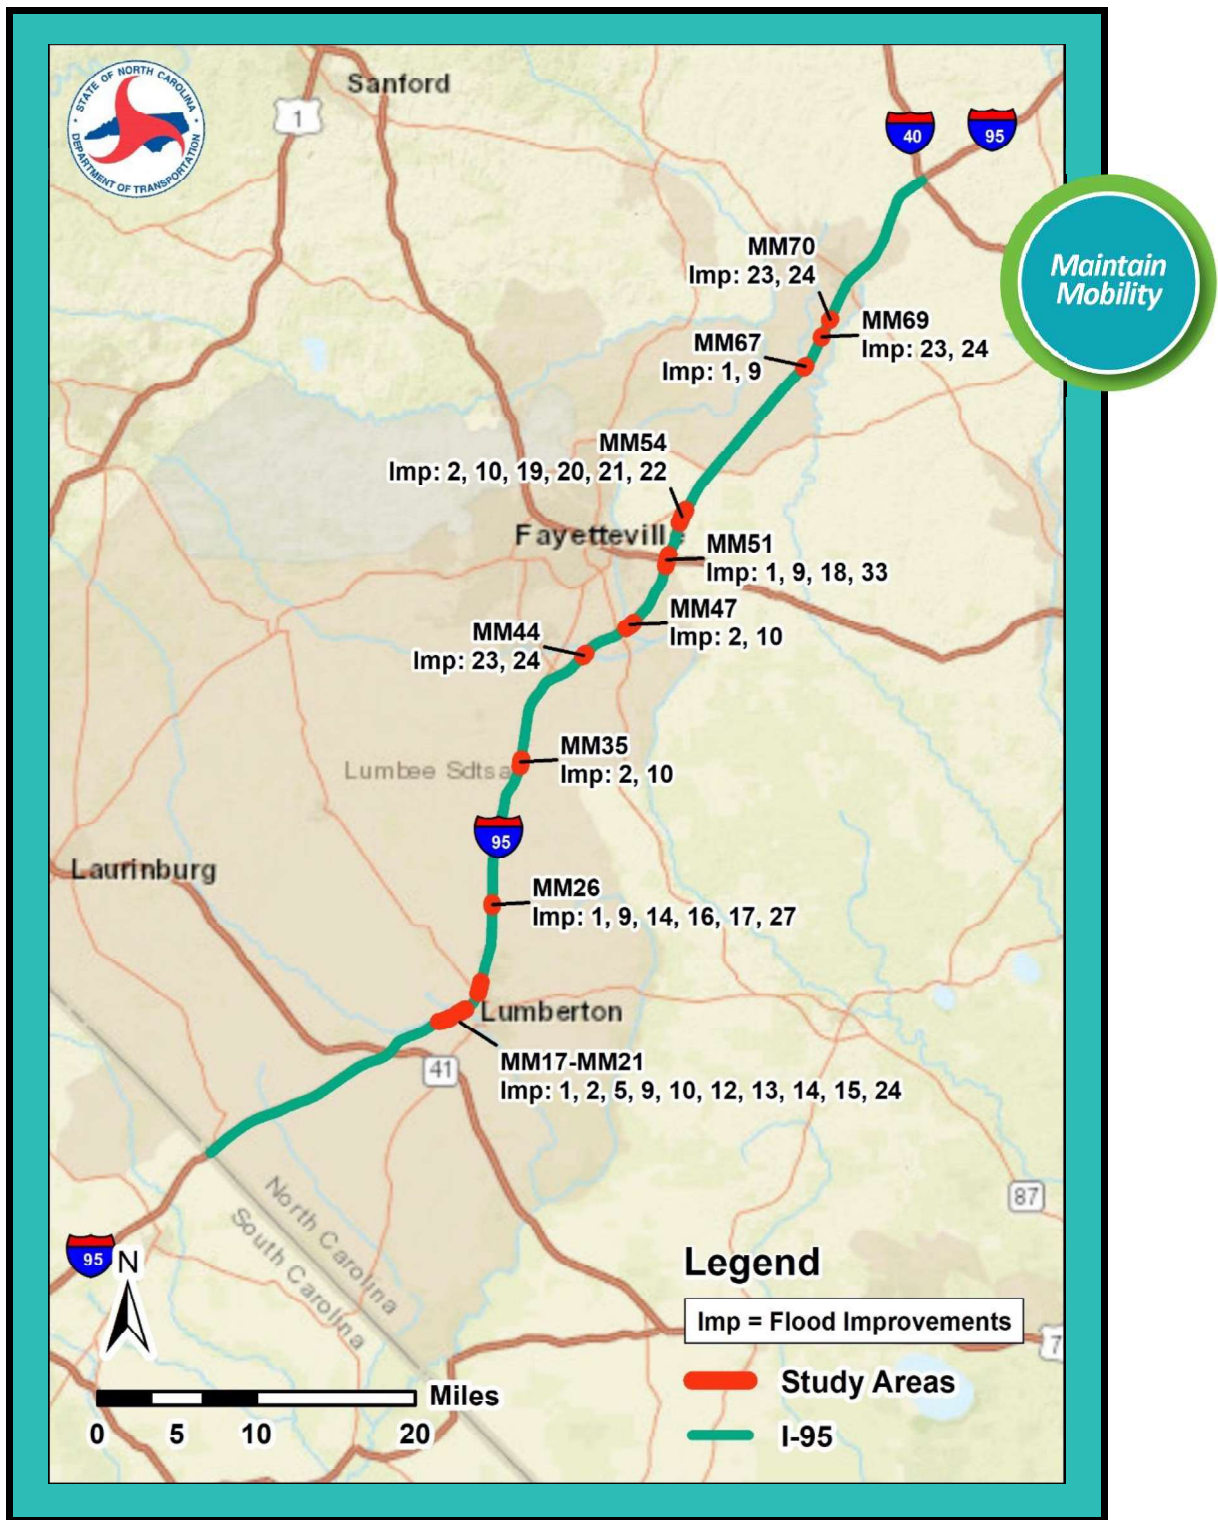 STATE OF NORTH CAROLINA
DEPARTMENT OF TRANSPORTATION
Sanford
1
40
95
Maintain
Mobility
MM70
Imp: 23, 24
MM69
Imp: 23, 24
MM67
Imp: 1, 9
MM54
Imp: 2, 10, 19, 20, 21, 22
Fayetteville
MM51
Imp: 1, 9, 18, 33
MM47
Imp: 2, 10
MM44
Imp: 23, 24
MM35
Imp: 2, 10
Lumbee Sdtsa
95
Laurinburg
MM26
Imp: 1, 9, 14, 16, 17, 27
Lumberton
MM17-MM21
Imp: 1, 2, 5, 9, 10, 12, 13, 14, 15, 24
41
87
North Carolina
South Carolina
95
N
Legend
Imp = Flood Improvements
7
Study Areas
I-95
Miles
0 5 10 20